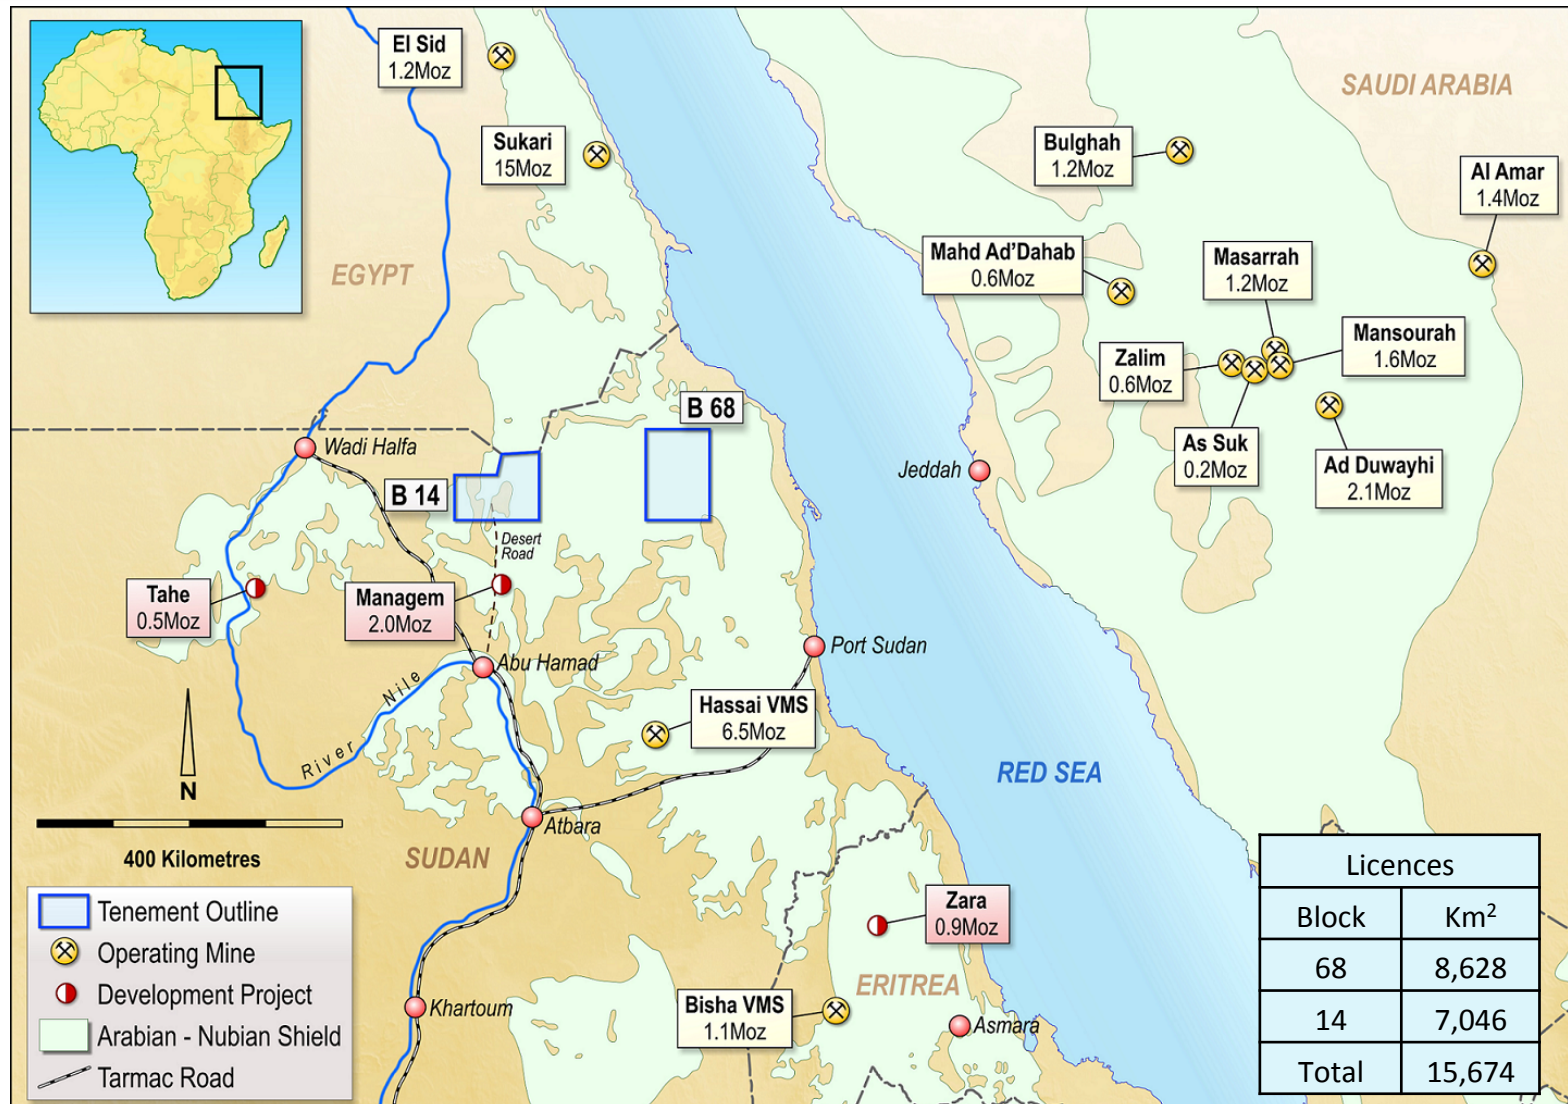 El Sid
1.2Moz
Sukari
15Moz
EGYPT
SAUDI ARABIA
Bulghah
1.2Moz
Al Amar
1.4Moz
Mahd Ad’Dahab
0.6Moz
Masarrah
1.2Moz
Mansourah
1.6Moz
Zalim
0.6Moz
As Suk
0.2Moz
Ad Duwayhi
2.1Moz
B 68
Wadi Halfa
B 14
Jeddah
Desert
Road
Tahe
0.5Moz
Managem
2.0Moz
Abu Hamad
Port Sudan
River Nile
Hassai VMS
6.5Moz
RED SEA
N
Atbara
400 Kilometres
SUDAN
Zara
0.9Moz
ERITREA
Bisha VMS
1.1Moz
Khartoum
Asmara
Tenement Outline
Operating Mine
Development Project
Arabian - Nubian Shield
Tarmac Road
Licences
Block Km²
68 8,628
14 7,046
Total 15,674